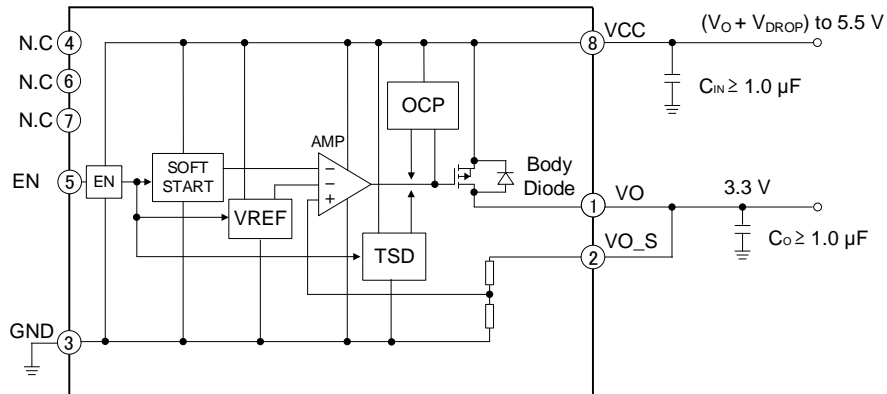 N.C 4
N.C 6
N.C 7
EN 5
GND 3
EN
SOFT
START
VREF
AMP
−
−
+
OCP
TSD
Body
Diode
8 VCC
(VO + VDROP) to 5.5 V
CIN ≥ 1.0 µF
1 VO
3.3 V
2 VO_S
CO ≥ 1.0 µF